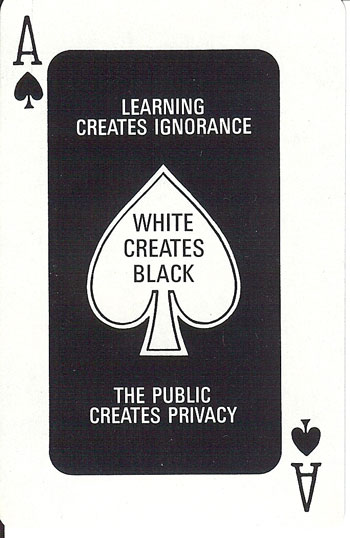 A
LEARNING
CREATES IGNORANCE
WHITE
CREATES
BLACK
THE PUBLIC
CREATES PRIVACY
A